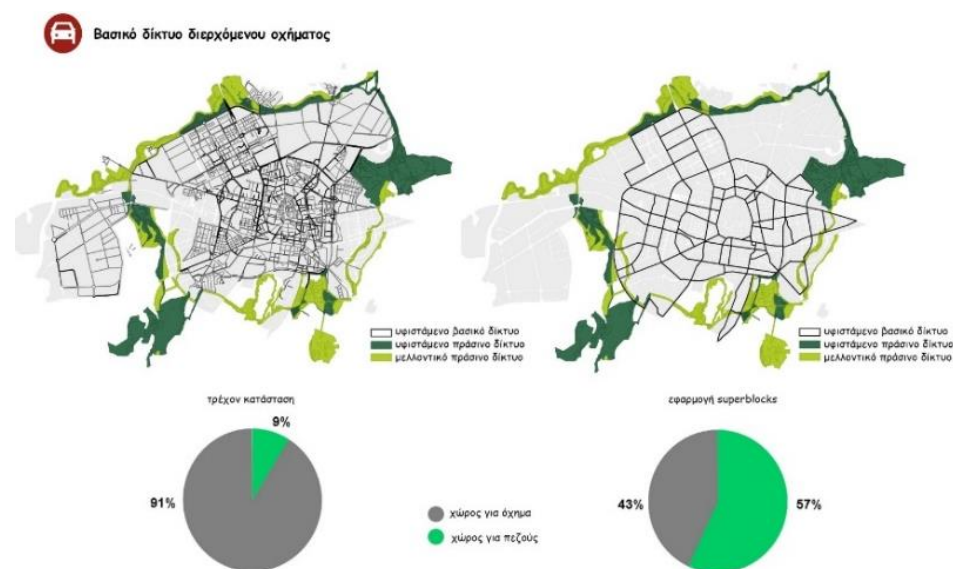 Βασικό δίκτυο διερχόμενου οχήματος
υφιστάμενο βασικό δίκτυο
υφιστάμενο πράσινο δίκτυο
μελλοντικό πράσινο δίκτυο
υφιστάμενο βασικό δίκτυο
υφιστάμενο πράσινο δίκτυο
μελλοντικό πράσινο δίκτυο
τρέχον κατάσταση
εφαρμογή superblocks
9%
91%
43%
57%
χώρος για όχημα
χώρος για πεζούς